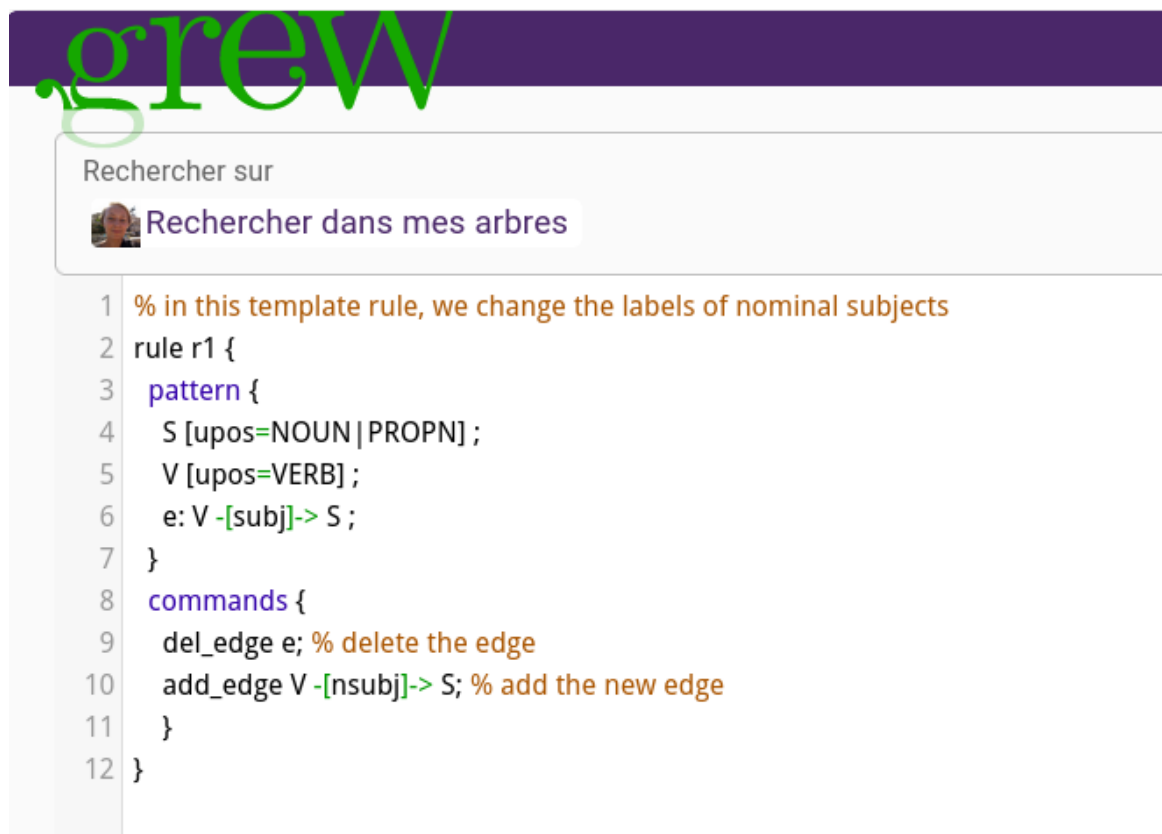 grew
Rechercher sur
Rechercher dans mes arbres
1 % in this template rule, we change the labels of nominal subjects
2 rule r1 {
3 pattern {
4 S [upos=NOUN|PROPN] ;
5 V [upos=VERB] ;
6 e: V -[subj]-> S ;
7 }
8 commands {
9 del_edge e; % delete the edge
10 add_edge V -[nsubj]-> S; % add the new edge
11 }
12 }